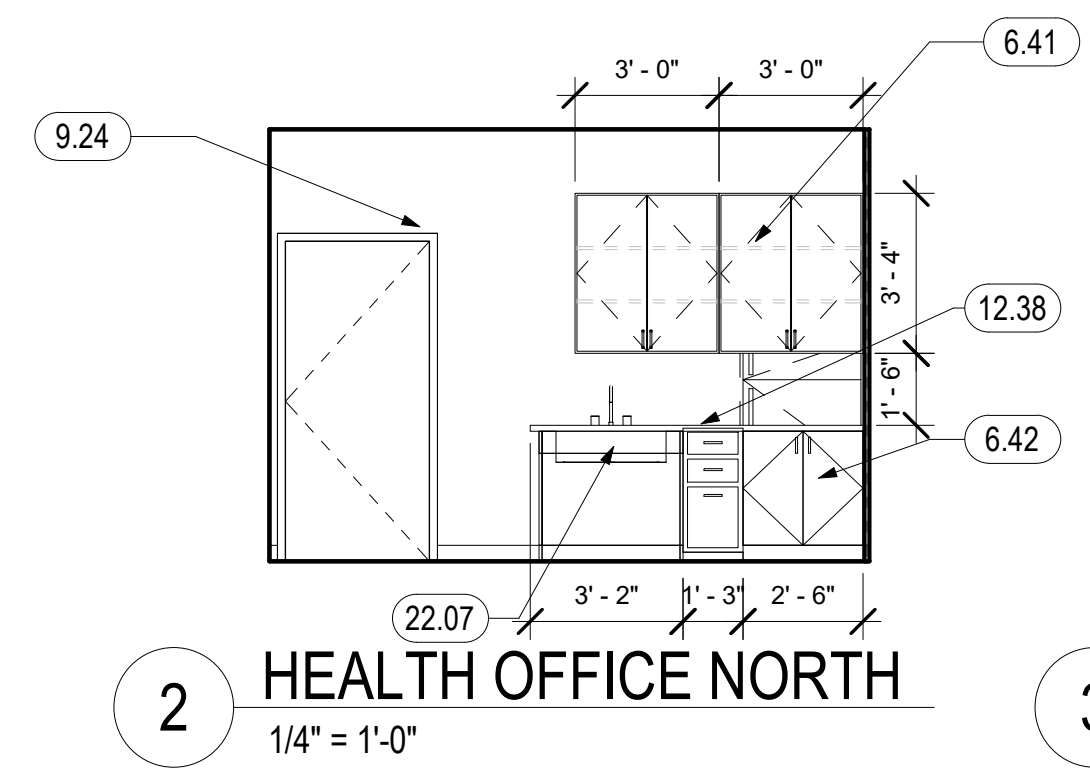 6.41
3' - 0" 3' - 0"
9.24
3' - 4"
12.38
1' - 6"
6.42
3' - 2" 1' - 3" 2' - 6"
22.07
2 HEALTH OFFICE NORTH
1/4" = 1'-0"